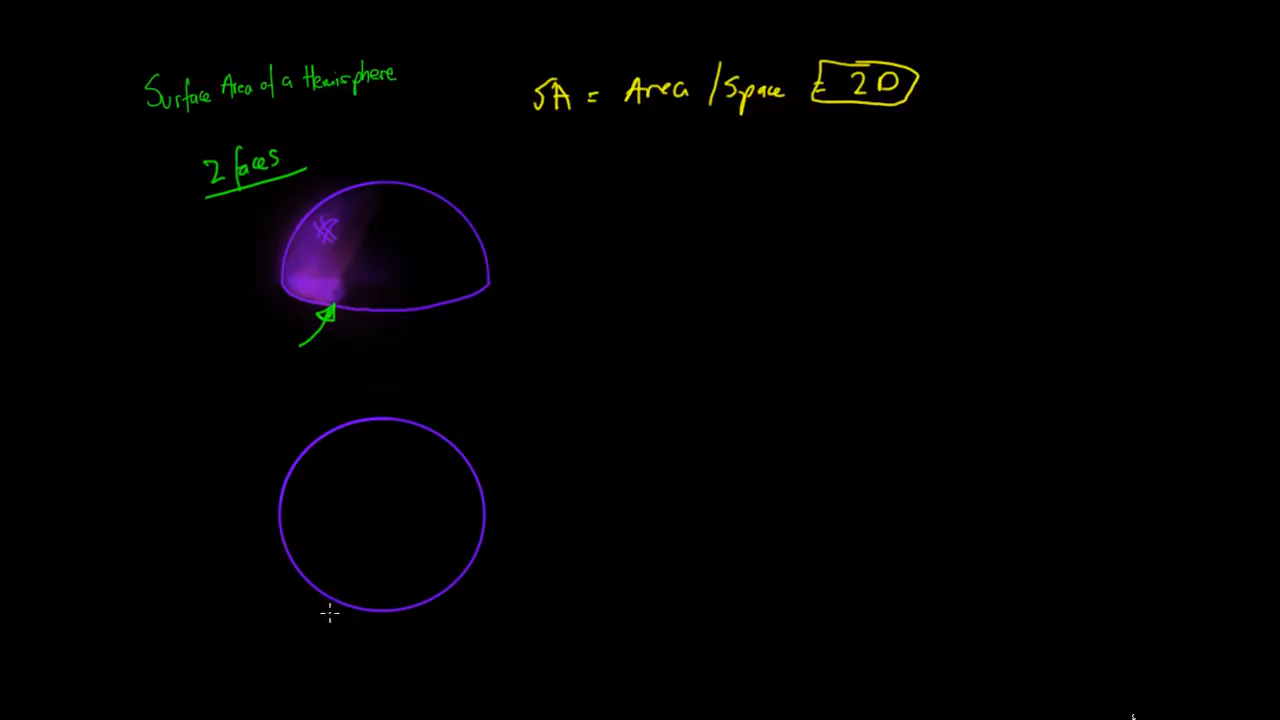 Surface Area of a Hemisphere
SA = Area / Space = 2D
2 faces